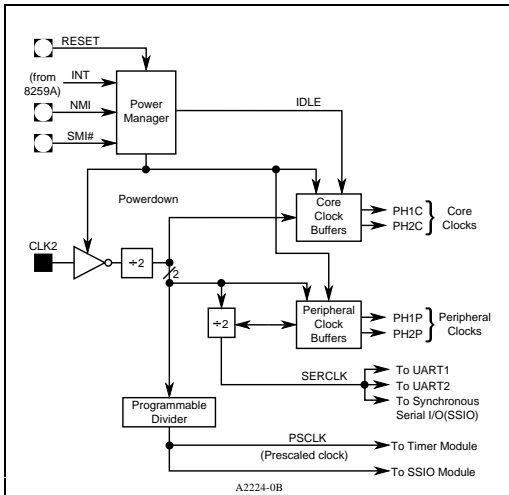 RESET
(from
8259A)
INT
NMI
SMI#
Power
Manager
IDLE
Powerdown
Core
Clock
Buffers
PH1C
PH2C
Core
Clocks
CLK2
÷2
2
÷2
Peripheral
Clock
Buffers
PH1P
PH2P
Peripheral
Clocks
SERCLK
To UART1
To UART2
To Synchronous
Serial I/O(SSIO)
Programmable
Divider
PSCLK
(Prescaled clock)
To Timer Module
To SSIO Module
A2224-0B